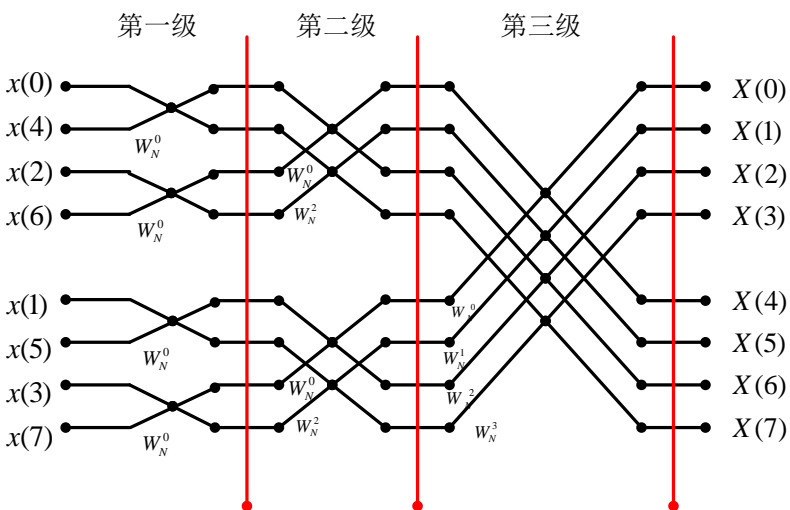 第一级 第二级 第三级
x(0) X(0)
x(4) X(1)
W_N^0
x(2) W_N^0 X(2)
x(6) W_N^2 X(3)
W_N^0
x(1) X(4)
W_N^0
x(5) W_N^0 W_N^1 X(5)
x(3) W_N^0 W_N^2 X(6)
x(7) W_N^2 W_N^3 X(7)
W_N^0